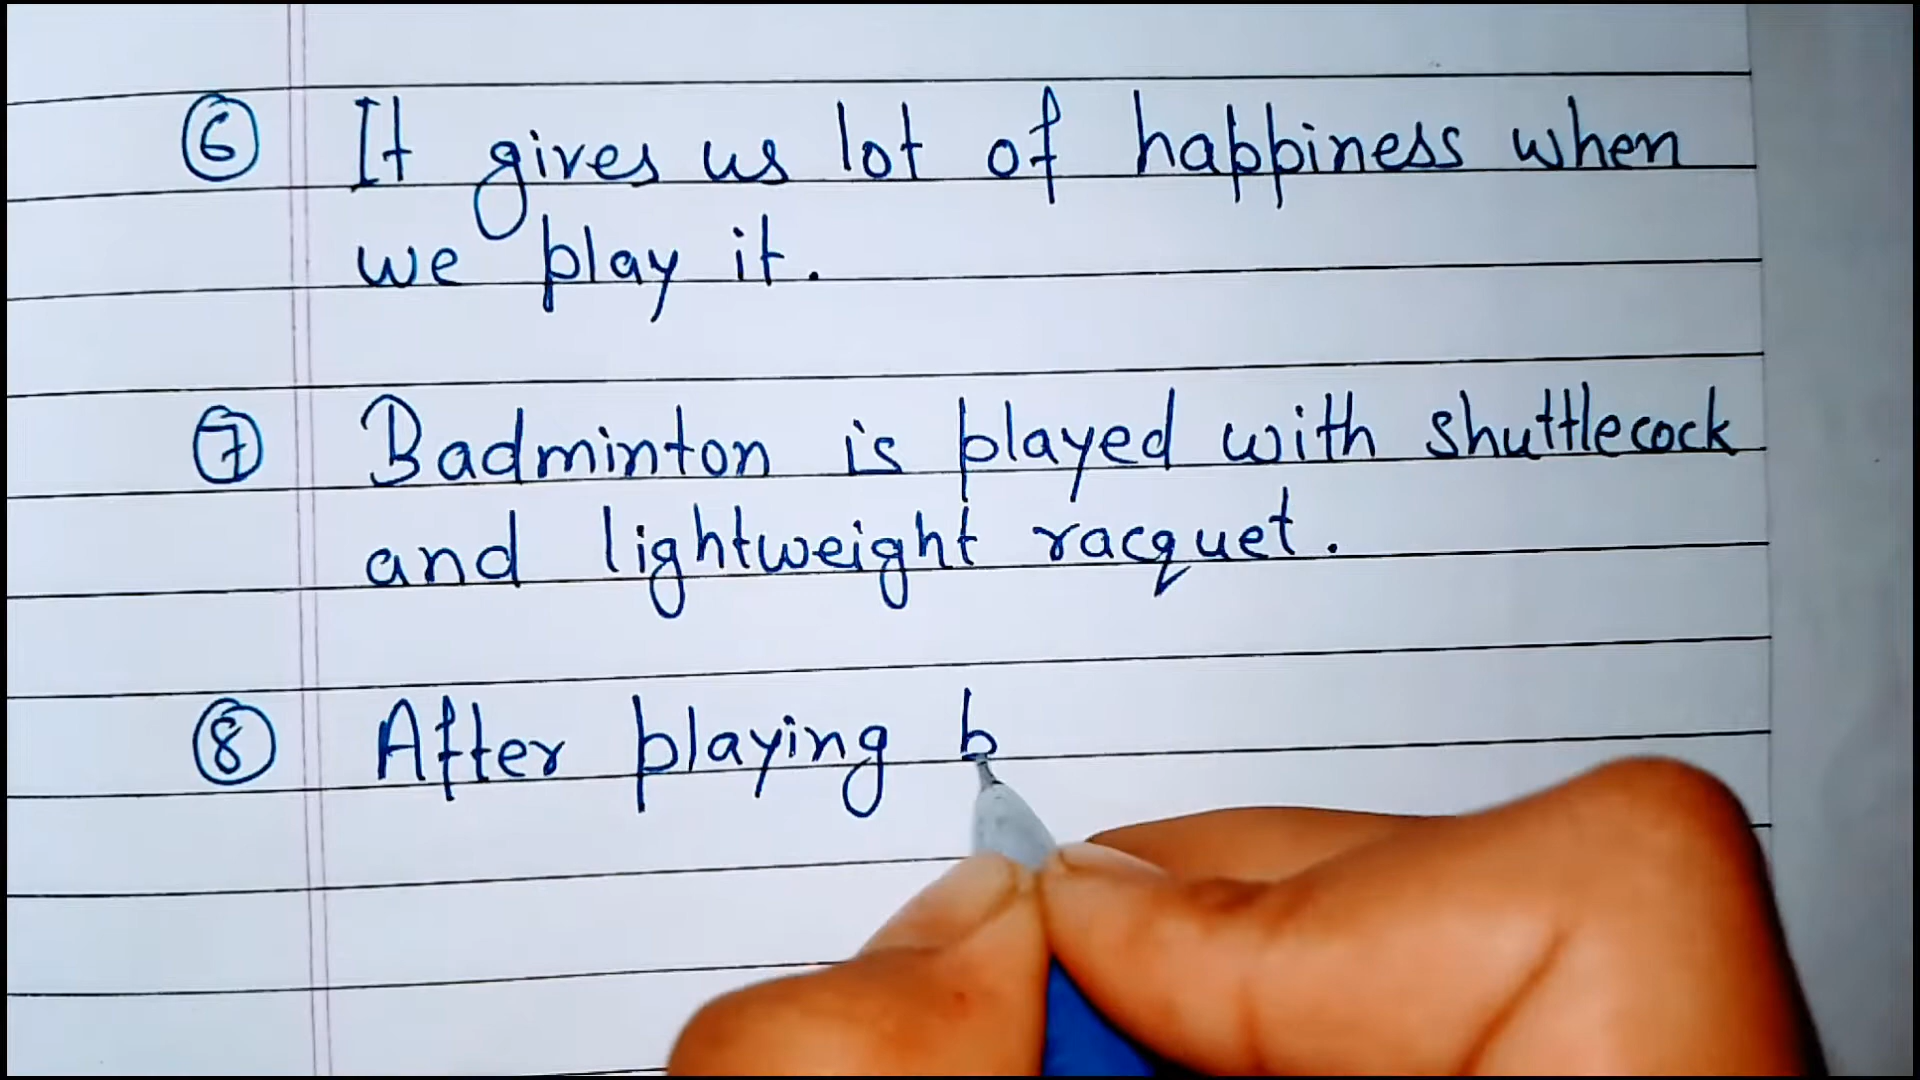 ⑥ It gives us lot of happiness when
we play it.
⑦ Badminton is played with shuttlecock
and lightweight racquet.
⑧ After playing b